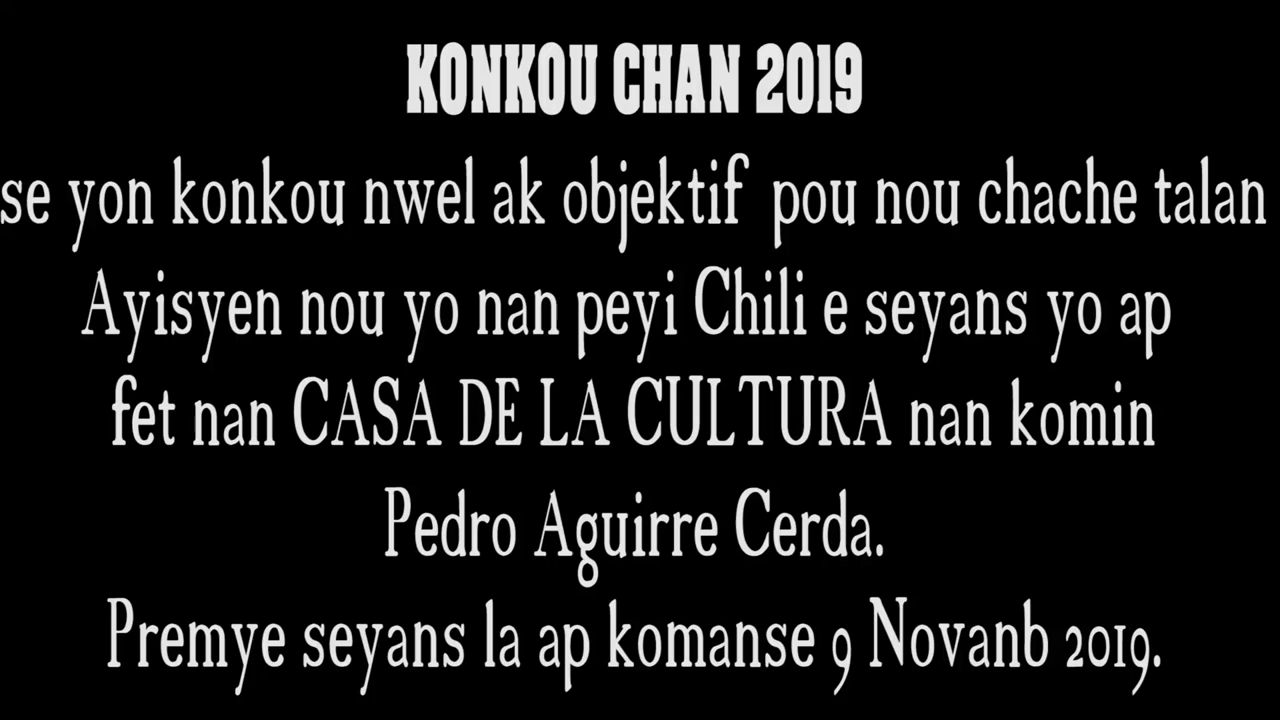 KONKOU CHAN 2019
se yon konkou nwel ak objektif pou nou chache talan
Ayisyen nou yo nan peyi Chili e seyans yo ap
fet nan CASA DE LA CULTURA nan komin
Pedro Aguirre Cerda.
Premye seyans la ap komanse 9 Novanb 2019.